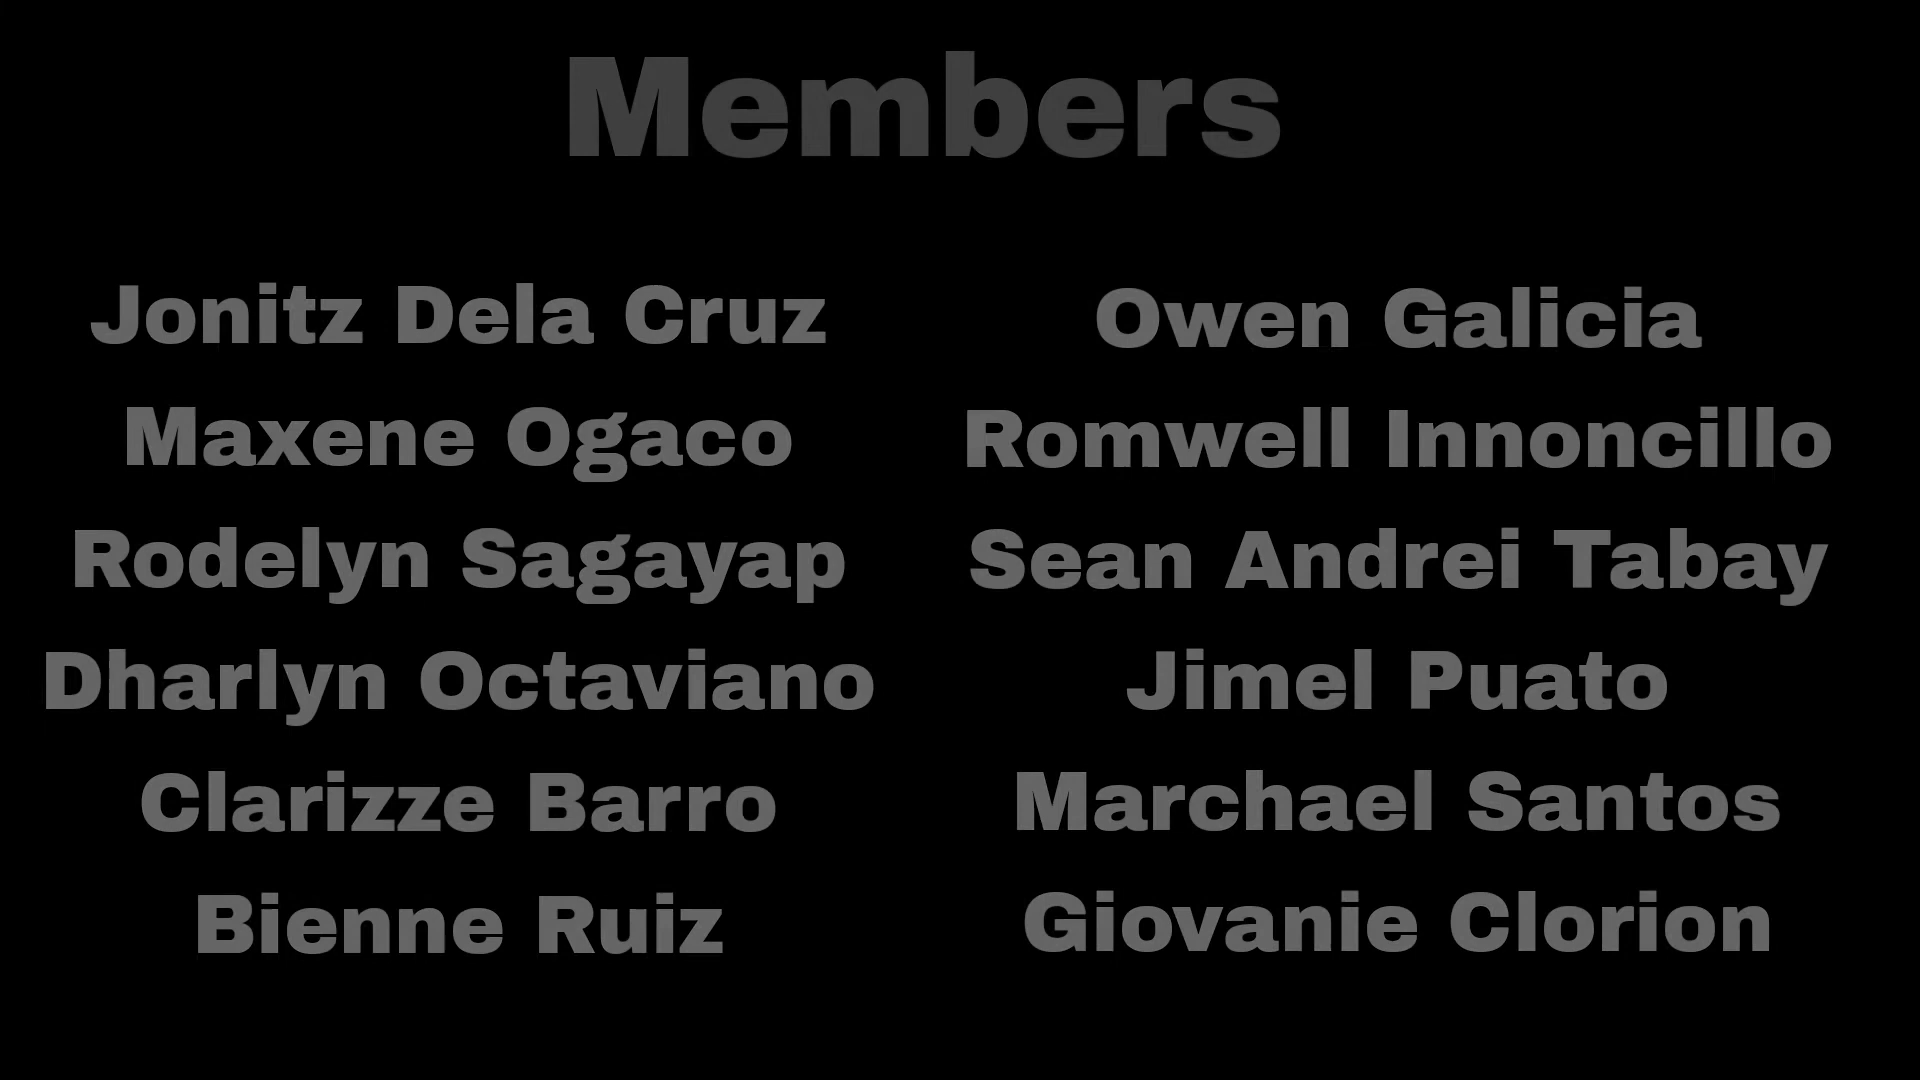 Members
Jonitz Dela Cruz
Maxene Ogaco
Rodelyn Sagayap
Dharlyn Octaviano
Clarizze Barro
Bienne Ruiz
Owen Galicia
Romwell Innoncillo
Sean Andrei Tabay
Jimel Puato
Marchael Santos
Giovanie Clorion